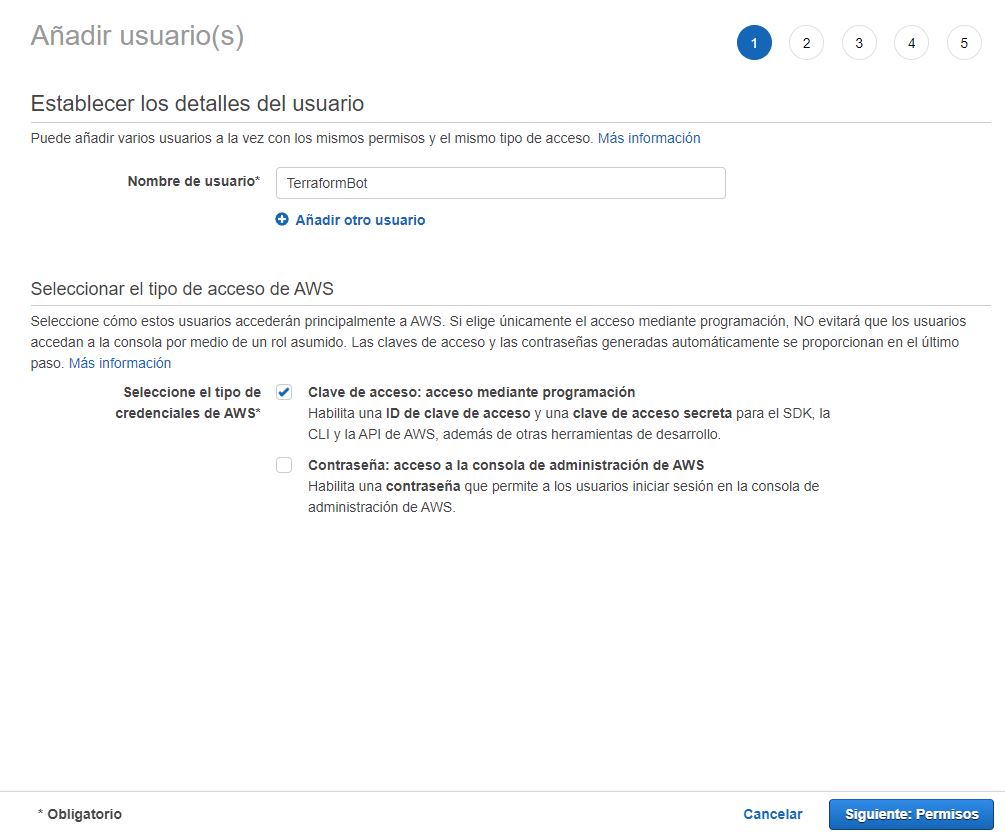 Añadir usuario(s)
1 2 3 4 5
Establecer los detalles del usuario
Puede añadir varios usuarios a la vez con los mismos permisos y el mismo tipo de acceso. Más información
Nombre de usuario* TerraformBot
Añadir otro usuario
Seleccionar el tipo de acceso de AWS
Seleccione cómo estos usuarios accederán principalmente a AWS. Si elige únicamente el acceso mediante programación, NO evitará que los usuarios
accedan a la consola por medio de un rol asumido. Las claves de acceso y las contraseñas generadas automáticamente se proporcionan en el último
paso. Más información
Seleccione el tipo de
credenciales de AWS*
Clave de acceso: acceso mediante programación
Habilita una ID de clave de acceso y una clave de acceso secreta para el SDK, la
CLI y la API de AWS, además de otras herramientas de desarrollo.
Contraseña: acceso a la consola de administración de AWS
Habilita una contraseña que permite a los usuarios iniciar sesión en la consola de
administración de AWS.
* Obligatorio
Cancelar
Siguiente: Permisos